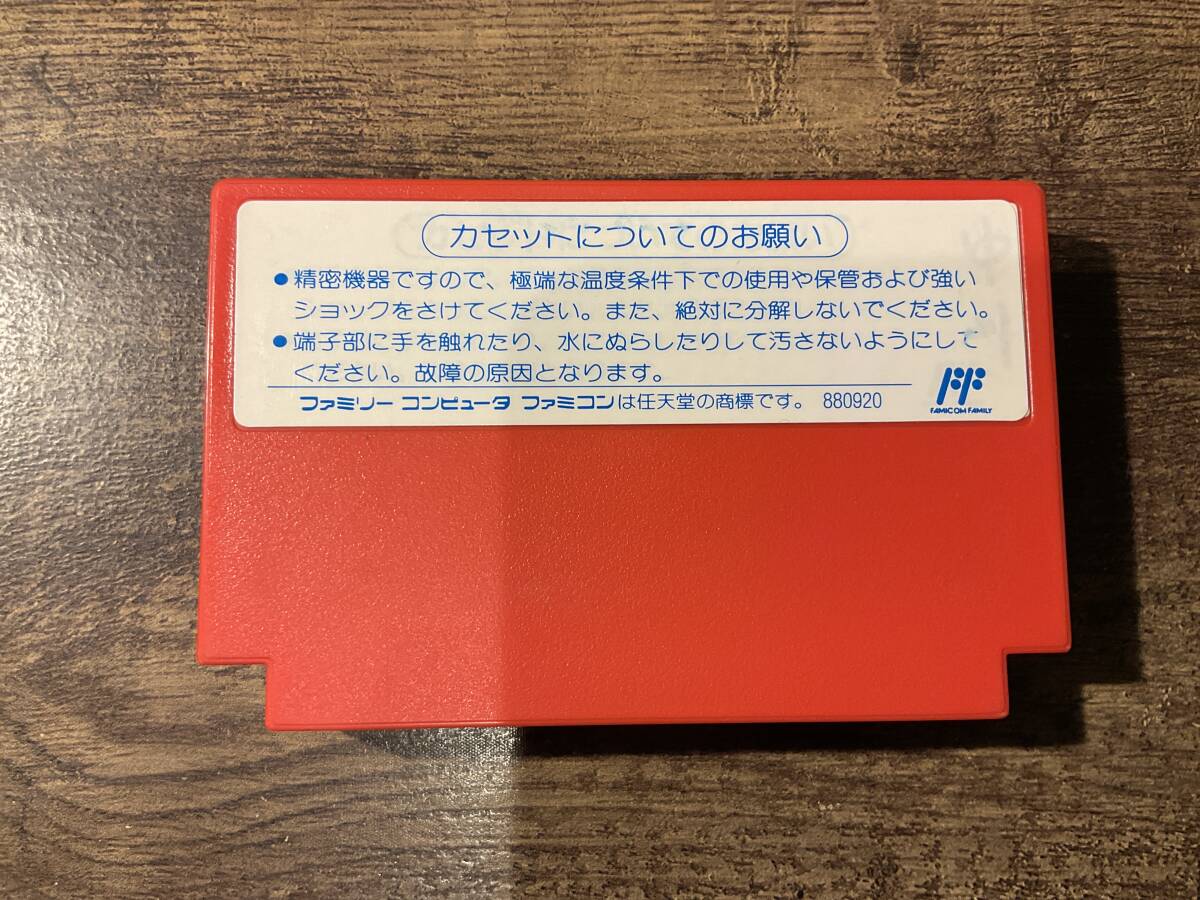 カセットについてのお願い
●精密機器ですので、極端な温度条件下での使用や保管および強い
ショックをさけてください。また、絶対に分解しないでください。
●端子部に手を触れたり、水にぬらしたりして汚さないようにして
ください。故障の原因となります。
ファミリー コンピュータ ファミコンは任天堂の商標です。 880920
FAMICOM FAMILY